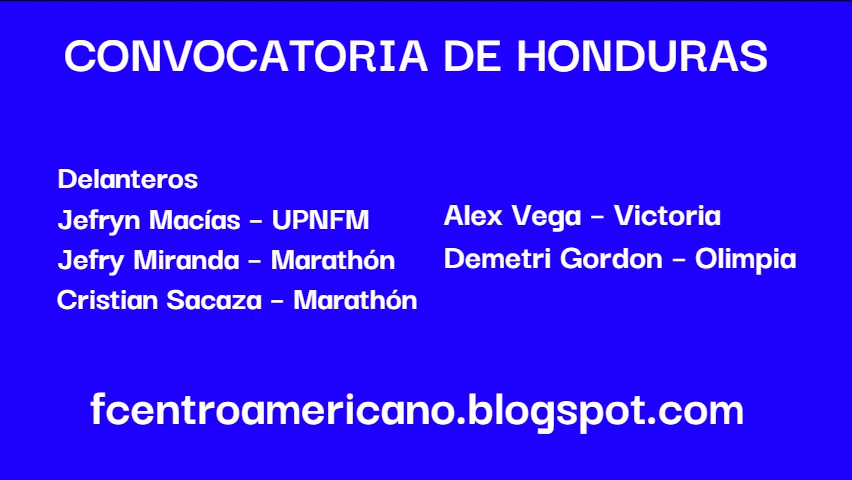 CONVOCATORIA DE HONDURAS
Delanteros
Jefryn Macías – UPNFM
Jefry Miranda – Marathón
Cristian Sacaza – Marathón
Alex Vega – Victoria
Demetri Gordon – Olimpia
fcentroamericano.blogspot.com